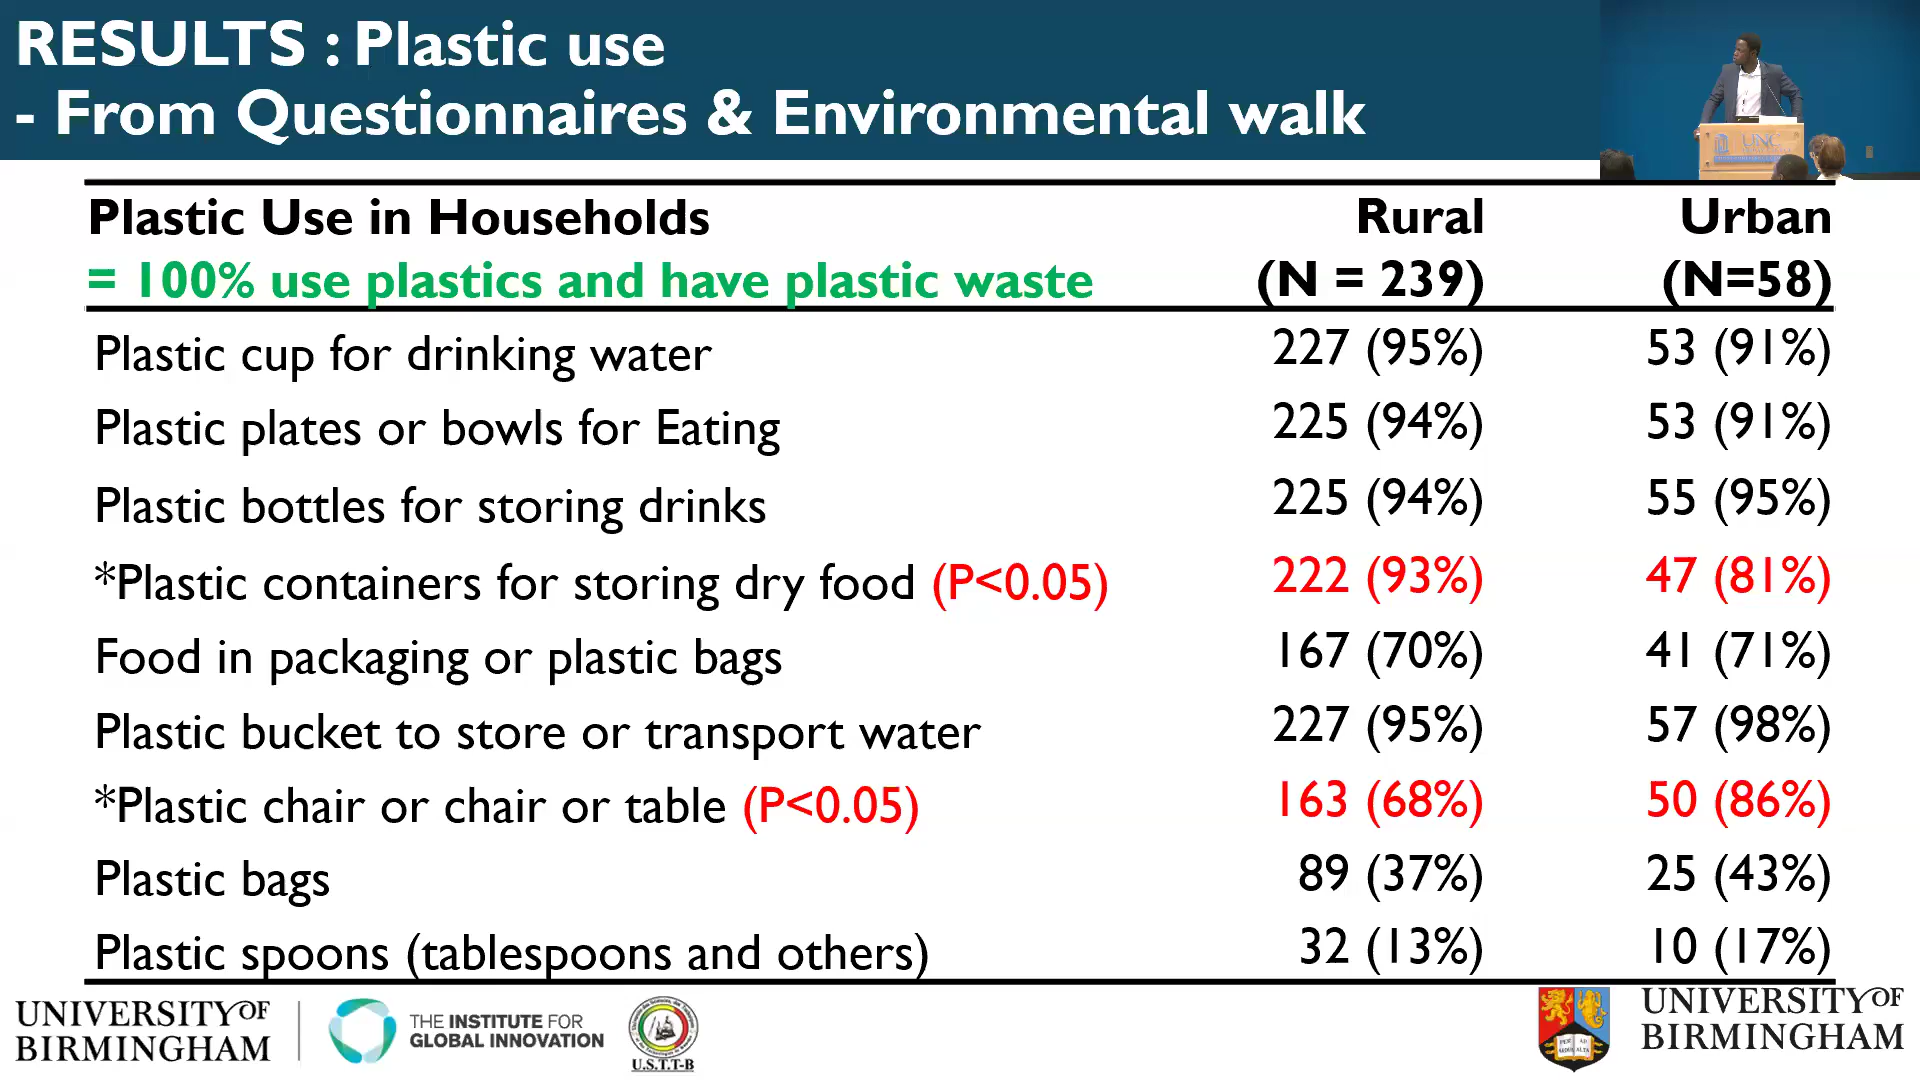 RESULTS : Plastic use
- From Questionnaires & Environmental walk
UNC
Plastic Use in Households Rural Urban
= 100% use plastics and have plastic waste (N = 239) (N=58)
Plastic cup for drinking water 227 (95%) 53 (91%)
Plastic plates or bowls for Eating 225 (94%) 53 (91%)
Plastic bottles for storing drinks 225 (94%) 55 (95%)
*Plastic containers for storing dry food (P<0.05) 222 (93%) 47 (81%)
Food in packaging or plastic bags 167 (70%) 41 (71%)
Plastic bucket to store or transport water 227 (95%) 57 (98%)
*Plastic chair or chair or table (P<0.05) 163 (68%) 50 (86%)
Plastic bags 89 (37%) 25 (43%)
Plastic spoons (tablespoons and others) 32 (13%) 10 (17%)
UNIVERSITY OF
BIRMINGHAM
THE INSTITUTE FOR
GLOBAL INNOVATION
U.S.T.T-B
UNIVERSITY OF
BIRMINGHAM